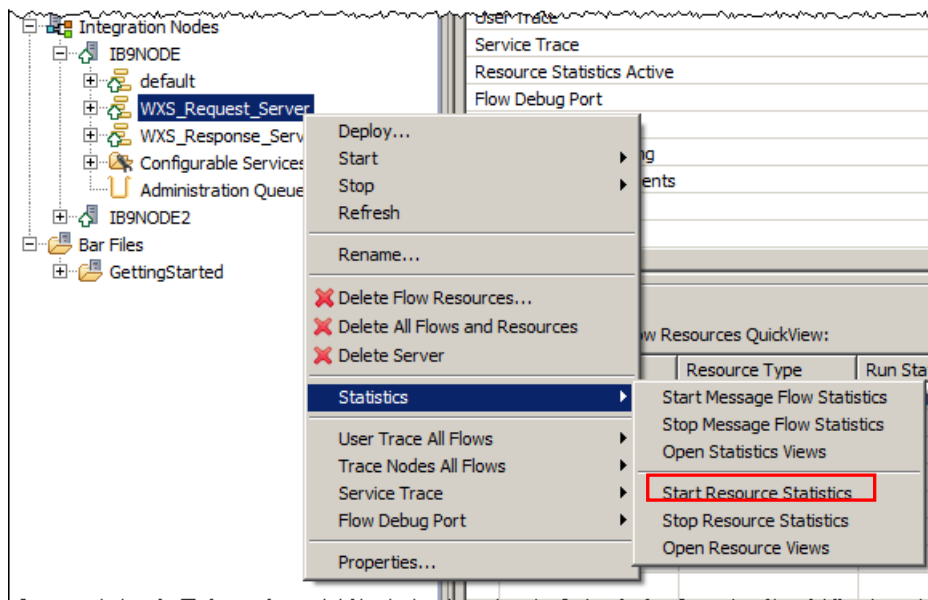 Integration Nodes
IB9NODE
default
WXS_Request_Server
WXS_Response_Serv
Configurable Services
Administration Queue
IB9NODE2
Bar Files
GettingStarted
User Trace
Service Trace
Resource Statistics Active
Flow Debug Port
ng
ents
Deploy...
Start
Stop
Refresh
Rename...
Delete Flow Resources...
Delete All Flows and Resources
Delete Server
Statistics
User Trace All Flows
Trace Nodes All Flows
Service Trace
Flow Debug Port
Properties...
ow Resources QuickView:
Resource Type
Run Sta
Start Message Flow Statistics
Stop Message Flow Statistics
Open Statistics Views
Start Resource Statistics
Stop Resource Statistics
Open Resource Views